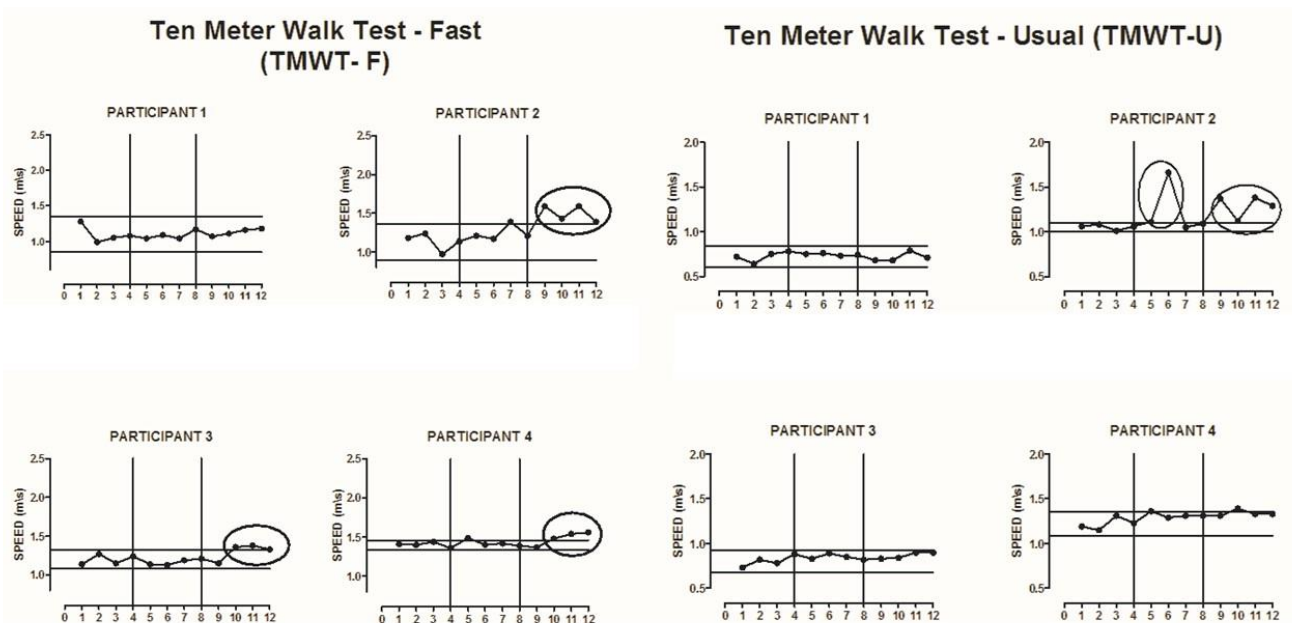 Ten Meter Walk Test - Fast
(TMWT- F)
PARTICIPANT 1
SPEED (m\s)
2.5
2.0
1.5
1.0
0 1 2 3 4 5 6 7 8 9 10 11 12
PARTICIPANT 2
SPEED (m\s)
2.5
2.0
1.5
1.0
0 1 2 3 4 5 6 7 8 9 10 11 12
PARTICIPANT 3
SPEED (m\s)
2.5
2.0
1.5
1.0
0 1 2 3 4 5 6 7 8 9 10 11 12
PARTICIPANT 4
SPEED (m\s)
2.5
2.0
1.5
1.0
0 1 2 3 4 5 6 7 8 9 10 11 12
Ten Meter Walk Test - Usual (TMWT-U)
PARTICIPANT 1
SPEED (m\s)
2.0
1.5
1.0
0.5
0 1 2 3 4 5 6 7 8 9 10 11 12
PARTICIPANT 2
SPEED (m\s)
2.0
1.5
1.0
0.5
0 1 2 3 4 5 6 7 8 9 10 11 12
PARTICIPANT 3
SPEED (m\s)
2.0
1.5
1.0
0.5
0 1 2 3 4 5 6 7 8 9 10 11 12
PARTICIPANT 4
SPEED (m\s)
2.0
1.5
1.0
0.5
0 1 2 3 4 5 6 7 8 9 10 11 12